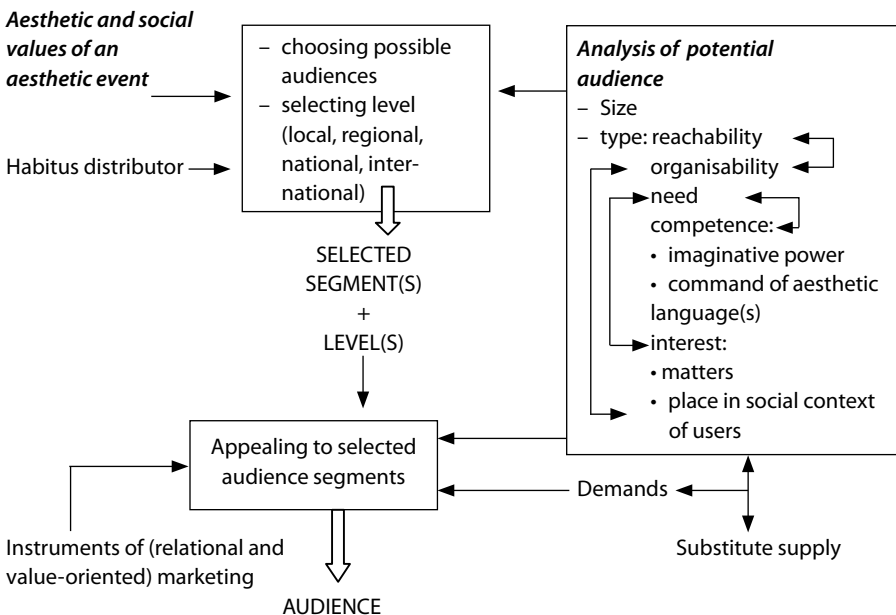 Aesthetic and social
values of an
aesthetic event
Habitus distributor
– choosing possible
audiences
– selecting level
(local, regional,
national, inter-
national)
SELECTED
SEGMENT(S)
+
LEVEL(S)
Analysis of potential
audience
– Size
– type: reachability
organisability
need
competence:
• imaginative power
• command of aesthetic
language(s)
interest:
• matters
• place in social context
of users
Appealing to selected
audience segments
Demands
Substitute supply
Instruments of (relational and
value-oriented) marketing
AUDIENCE